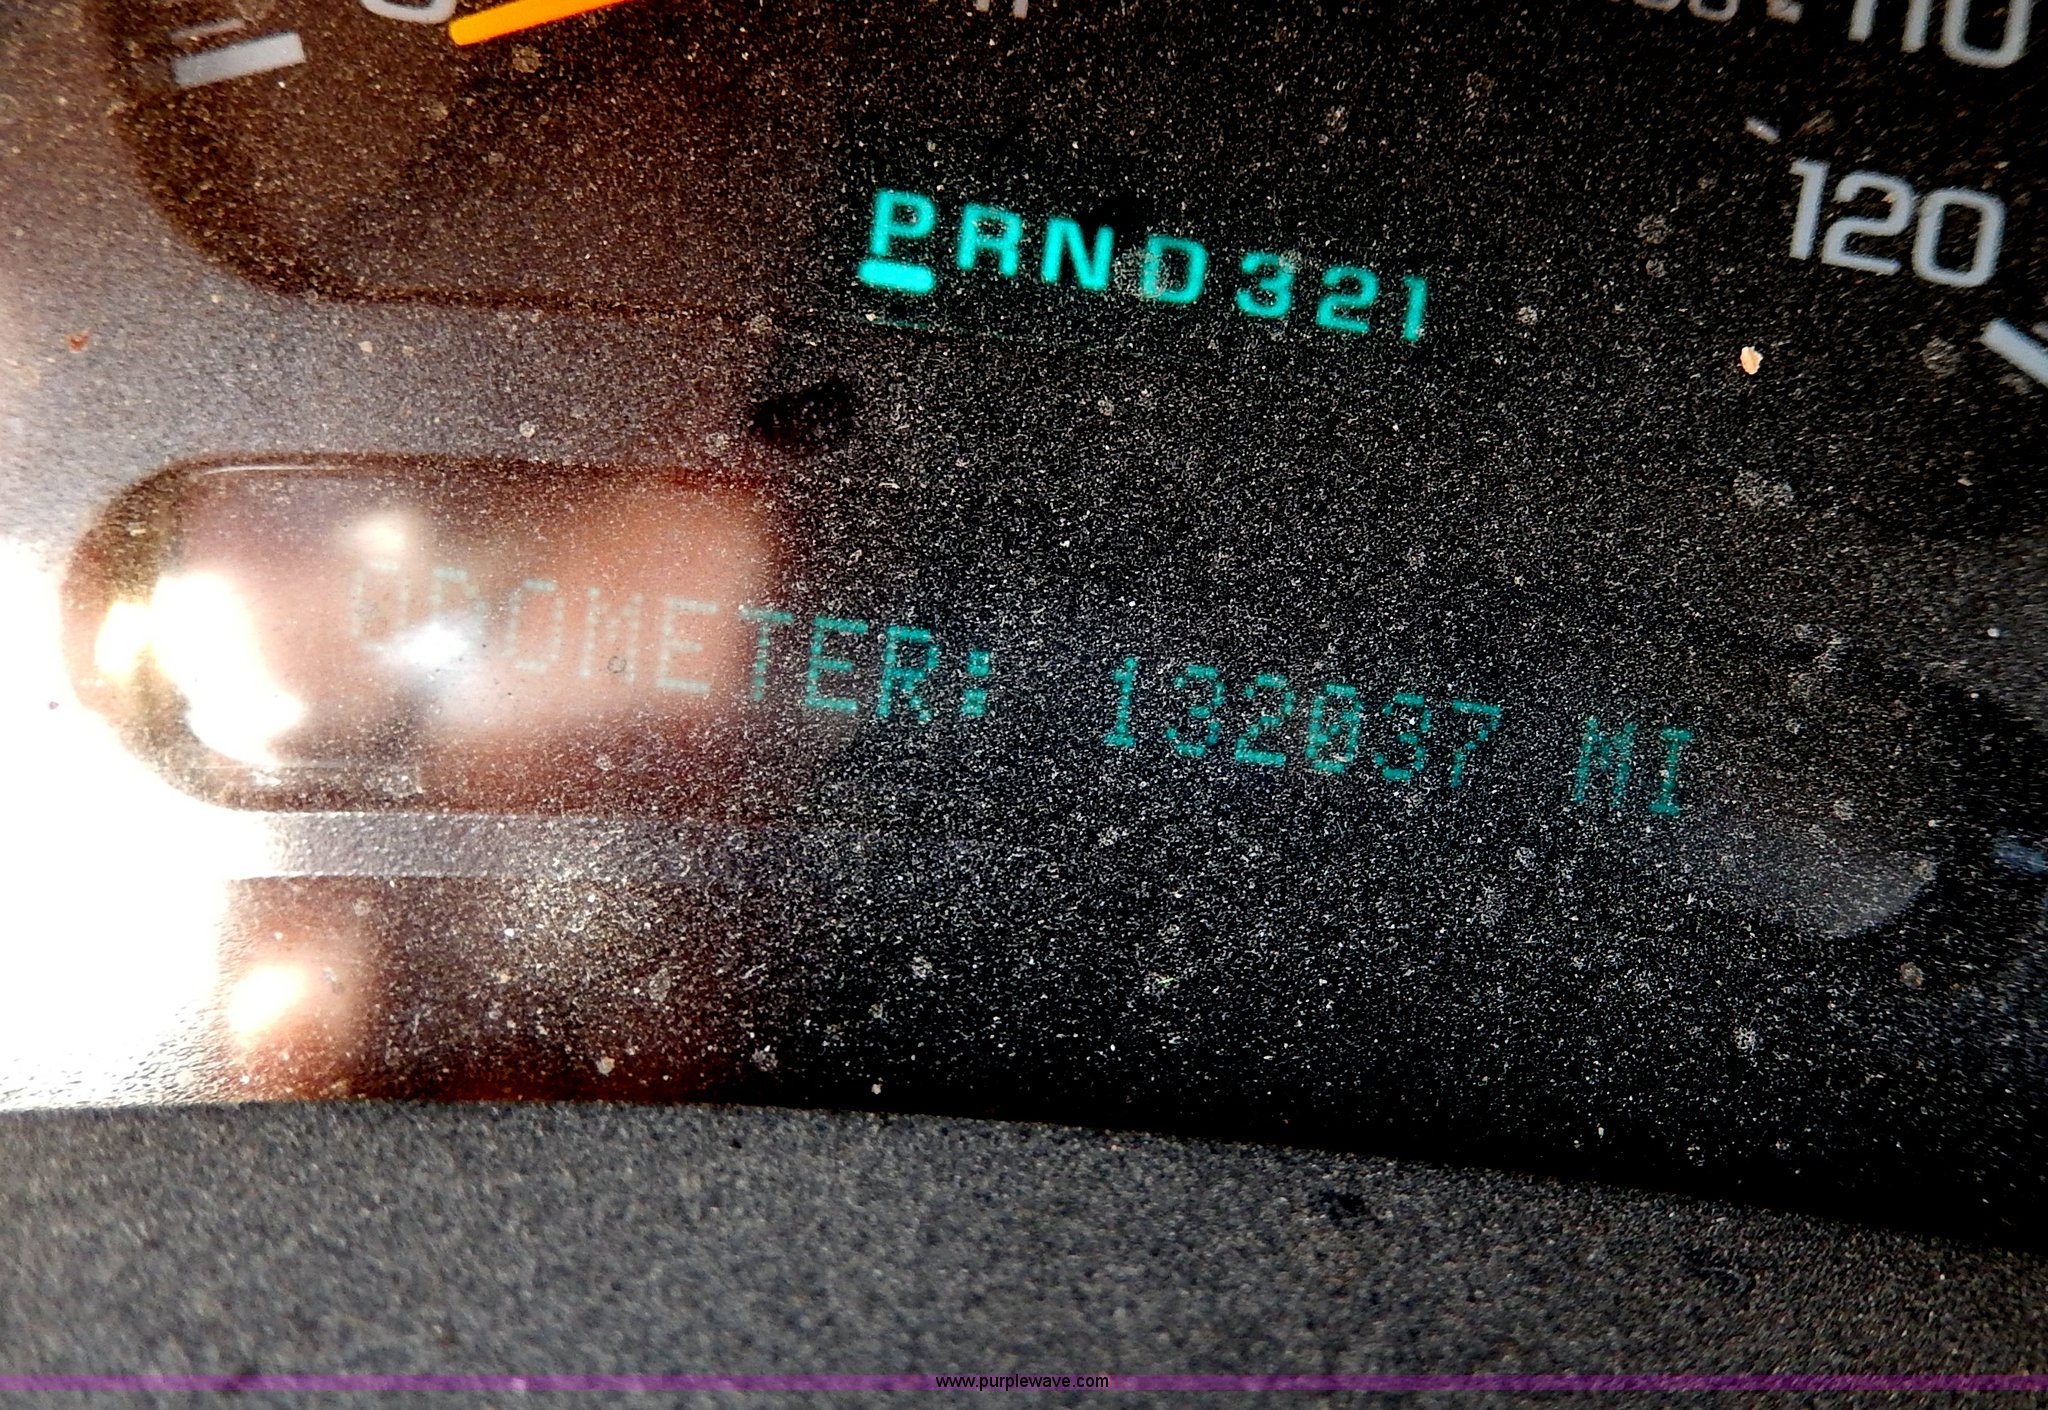 110
120
PRND321
ODOMETER: 132037 MI
www.purplewave.com